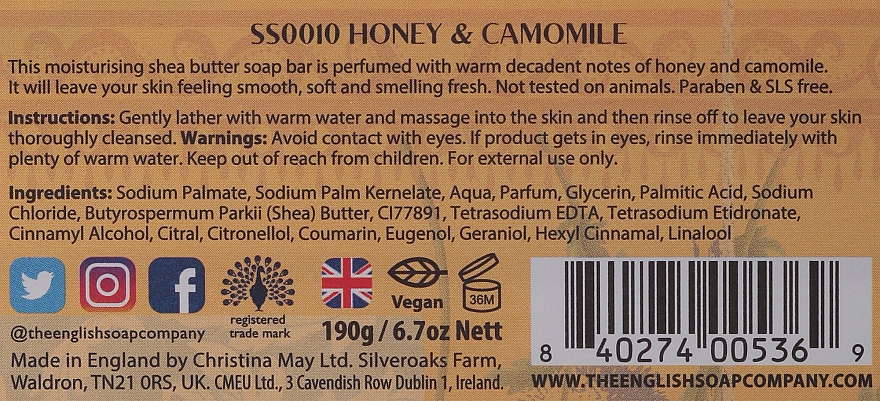 SS0010 HONEY & CAMOMILE
This moisturising shea butter soap bar is perfumed with warm decadent notes of honey and camomile.
It will leave your skin feeling smooth, soft and smelling fresh. Not tested on animals. Paraben & SLS free.
Instructions: Gently lather with warm water and massage into the skin and then rinse off to leave your skin
thoroughly cleansed. Warnings: Avoid contact with eyes. If product gets in eyes, rinse immediately with
plenty of warm water. Keep out of reach from children. For external use only.
Ingredients: Sodium Palmate, Sodium Palm Kernelate, Aqua, Parfum, Glycerin, Palmitic Acid, Sodium
Chloride, Butyrospermum Parkii (Shea) Butter, CI77891, Tetrasodium EDTA, Tetrasodium Etidronate,
Cinnamyl Alcohol, Citral, Citronellol, Coumarin, Eugenol, Geraniol, Hexyl Cinnamal, Linalool
registered
trade mark
Vegan
36M
@theenglishsoapcompany
190g / 6.7oz Nett
Made in England by Christina May Ltd. Silveroaks Farm,
Waldron, TN21 0RS, UK. CMEU Ltd., 3 Cavendish Row Dublin 1, Ireland.
8 40274 00536 9
WWW.THEENGLISHSOAPCOMPANY.COM